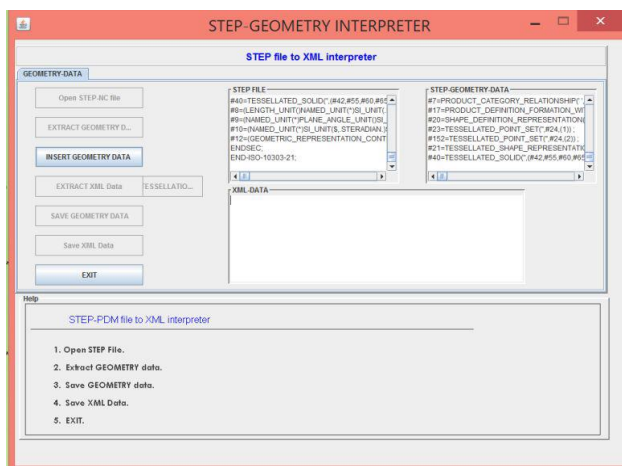 STEP-GEOMETRY INTERPRETER
STEP file to XML interpreter
GEOMETRY-DATA
Open STEP-NC file
EXTRACT GEOMETRY D...
INSERT GEOMETRY DATA
EXTRACT XML Data
TESSELLATIO...
SAVE GEOMETRY DATA
Save XML Data
EXIT
STEP FILE
#40=TESSELLATED_SOLID('',(#42,#55,#60,#65
#8=(LENGTH_UNIT()NAMED_UNIT(*)SI_UNIT(.
#9=(NAMED_UNIT(*)PLANE_ANGLE_UNIT()SI_
#10=(NAMED_UNIT(*)SI_UNIT($,.STERADIAN.)
#12=(GEOMETRIC_REPRESENTATION_CONT
ENDSEC;
END-ISO-10303-21;
STEP-GEOMETRY-DATA
#7=PRODUCT_CATEGORY_RELATIONSHIP(' ',
#17=PRODUCT_DEFINITION_FORMATION_WI
#20=SHAPE_DEFINITION_REPRESENTATION(
#23=TESSELLATED_POINT_SET('',#24,(1)) ;
#152=TESSELLATED_POINT_SET('',#24,(2)) ;
#21=TESSELLATED_SHAPE_REPRESENTATIO
#40=TESSELLATED_SOLID('',(#42,#55,#60,#65
XML-DATA
Help
STEP-PDM file to XML interpreter
1. Open STEP File.
2. Extract GEOMETRY data.
3. Save GEOMETRY data.
4. Save XML Data.
5. EXIT.